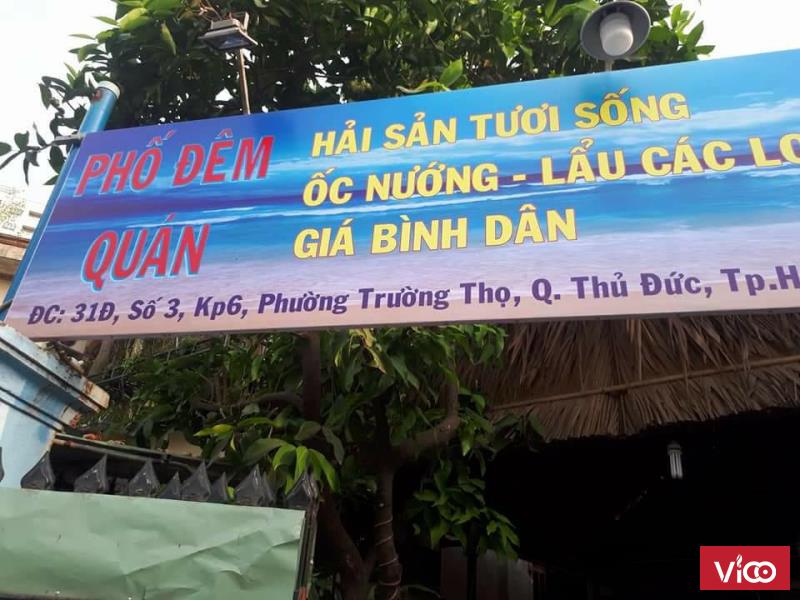 PHỐ ĐÊM
QUÁN
HẢI SẢN TƯƠI SỐNG
ỐC NƯỚNG - LẨU CÁC LO
GIÁ BÌNH DÂN
ĐC: 31Đ, Số 3, Kp6, Phường Trường Thọ, Q. Thủ Đức, Tp.H
ViCO